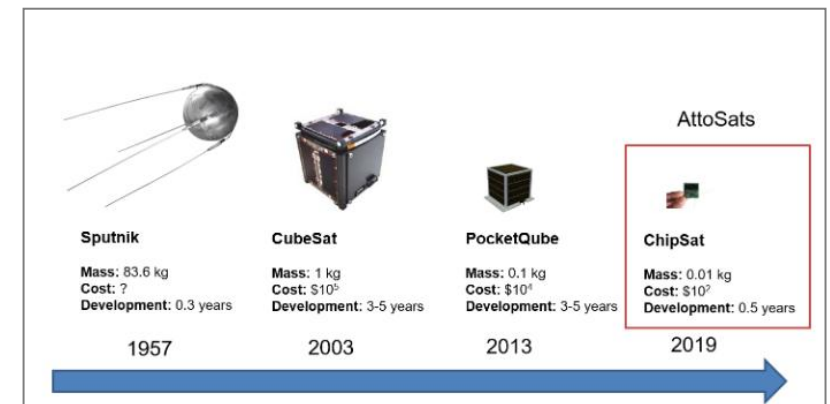 AttoSats
Sputnik
Mass: 83.6 kg
Cost: ?
Development: 0.3 years
1957
CubeSat
Mass: 1 kg
Cost: $10⁵
Development: 3-5 years
2003
PocketQube
Mass: 0.1 kg
Cost: $10⁴
Development: 3-5 years
2013
ChipSat
Mass: 0.01 kg
Cost: $10²
Development: 0.5 years
2019